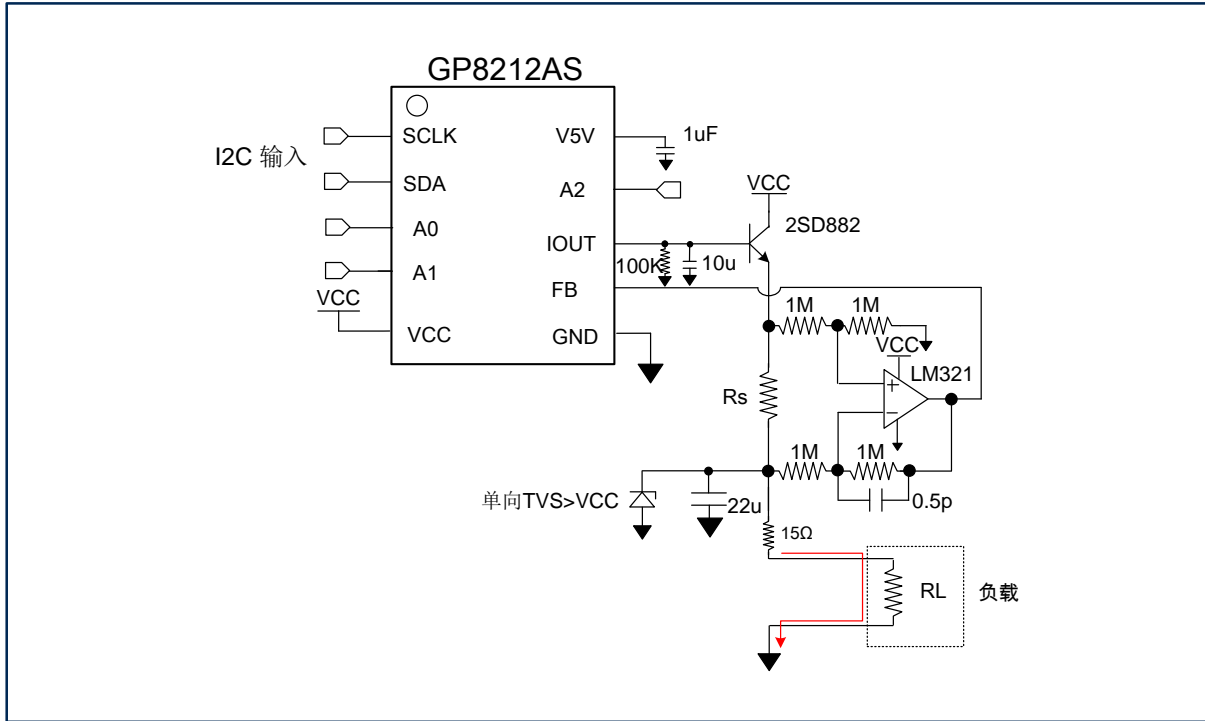 GP8212AS
I2C 输入
SCLK
SDA
A0
A1
VCC
VCC
V5V
A2
IOUT
FB
GND
1uF
VCC
2SD882
100K
10u
1M
1M
VCC
LM321
Rs
1M
1M
0.5p
单向TVS>VCC
22u
15Ω
RL
负载